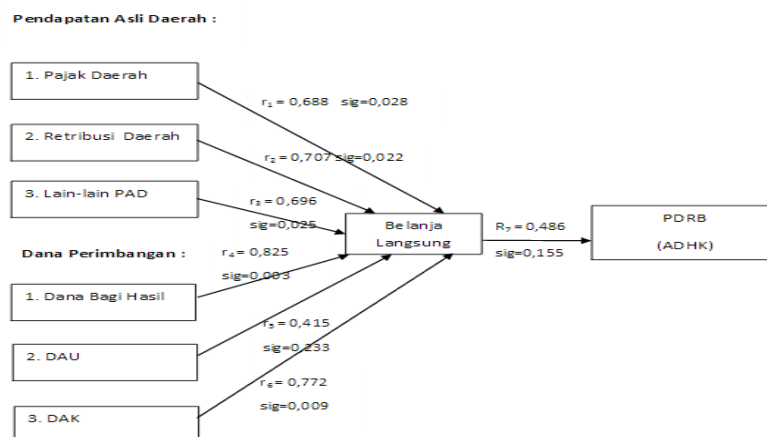 Pendapatan Asli Daerah :
1. Pajak Daerah
r₁ = 0,688 sig=0,028
2. Retribusi Daerah
r₂ = 0,707 sig=0,022
3. Lain-lain PAD
r₃ = 0,696
sig=0,025
Belanja
Langsung
R₇ = 0,486
sig=0,155
PDRB
(ADHK)
Dana Perimbangan :
r₄ = 0,825
sig=0,003
1. Dana Bagi Hasil
r₅ = 0,415
sig=0,233
2. DAU
r₆ = 0,772
sig=0,009
3. DAK